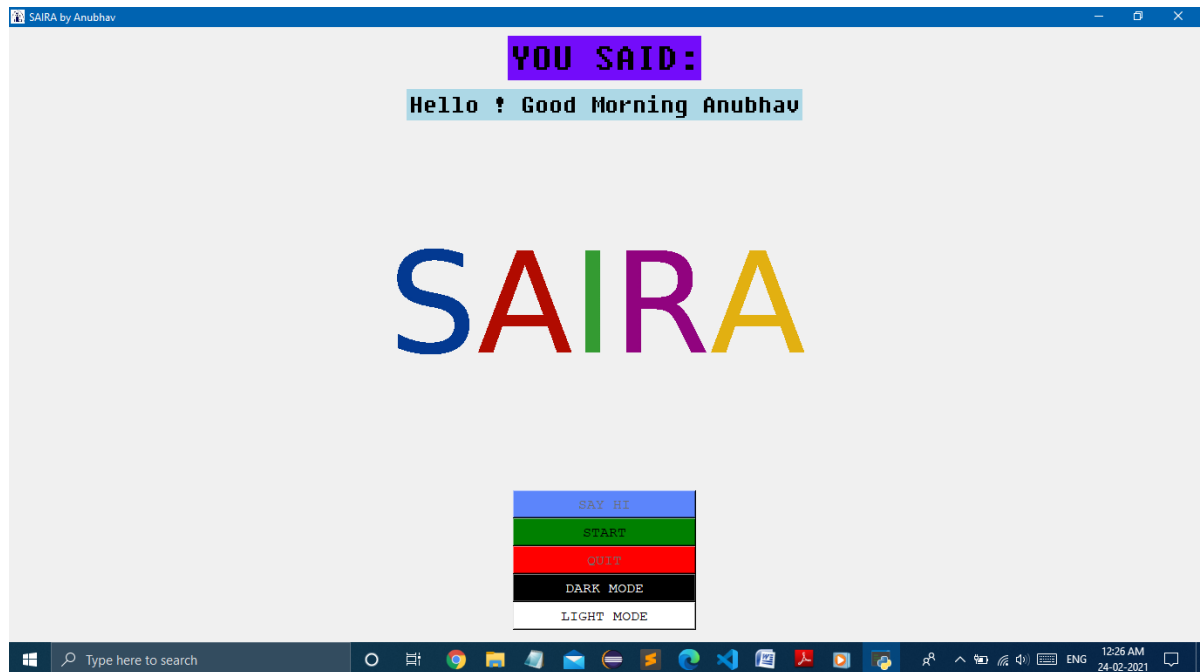 SAIRA by Anubhav
YOU SAID:
Hello ! Good Morning Anubhav
SAIRA
SAY HI
START
QUIT
DARK MODE
LIGHT MODE
Type here to search
ENG
12:26 AM
24-02-2021